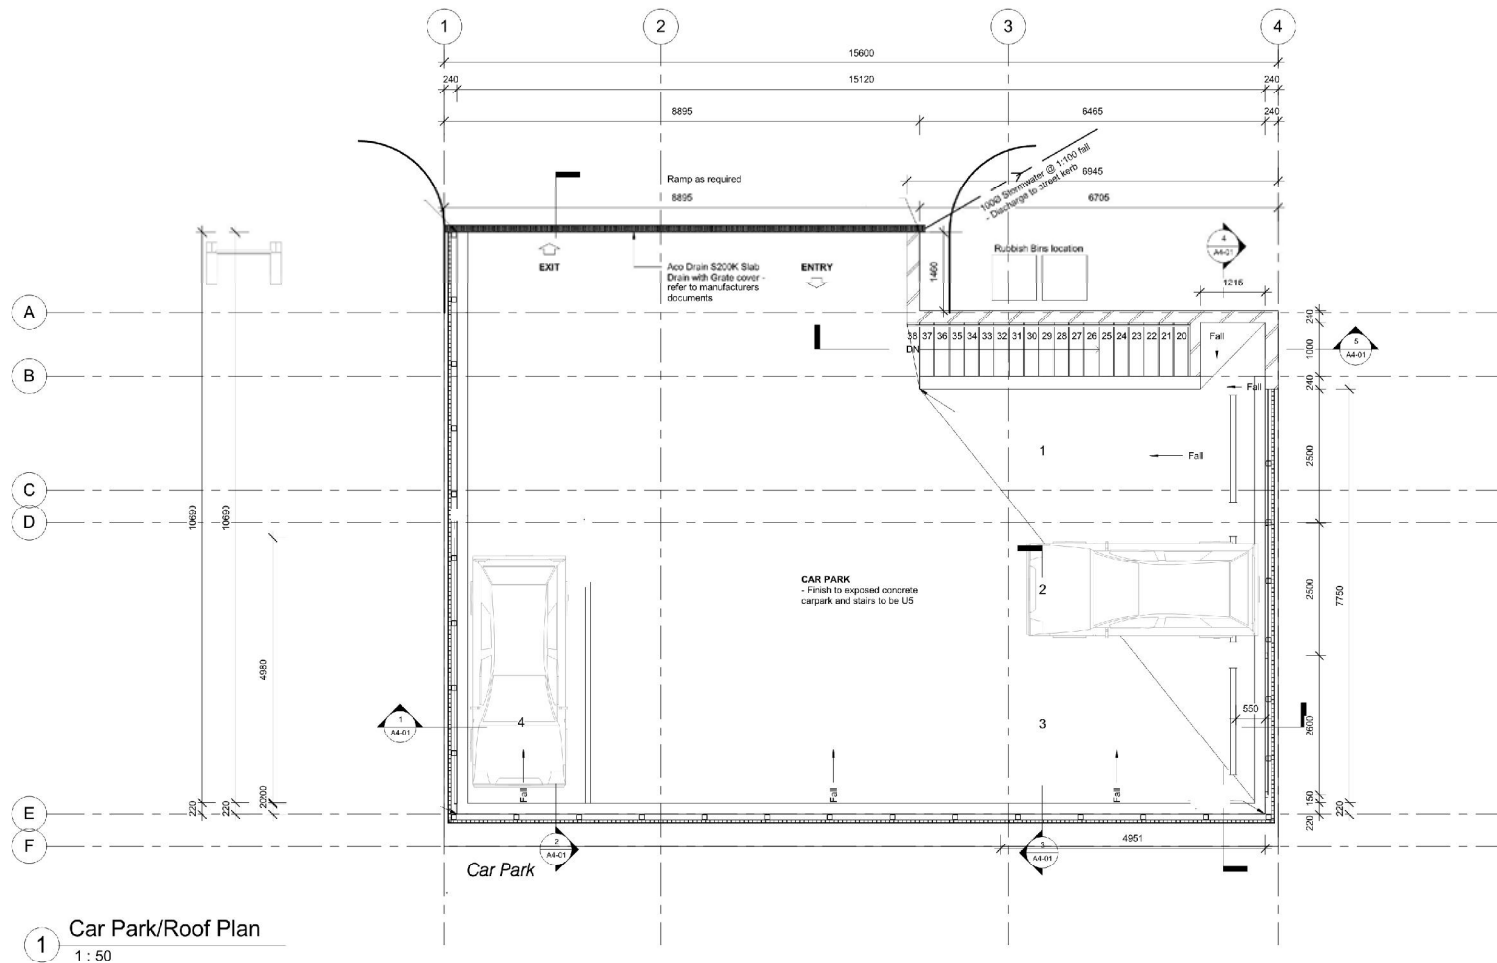 1
2
3
4
15600
240
15120
240
8895
6465
240
Ramp as required
6945
8895
6705
100Ø Stormwater @ 1:100 fall
- Discharge to street kerb
EXIT
Aco Drain S200K Slab
Drain with Grate cover -
refer to manufacturers
documents
ENTRY
1460
Rubbish Bins location
4
A4-01
1216
A
240
38 37 36 35 34 33 32 31 30 29 28 27 26 25 24 23 22 21 20
DN
Fall
1000
5
A4-01
B
240
Fall
1
Fall
2500
C
D
10690
10690
CAR PARK
- Finish to exposed concrete
carpark and stairs to be U5
2
2500
7750
4980
1
A4-01
4
3
550
2600
Fall
Fall
Fall
150
220
220
220
220
E
F
2
A4-01
3
A4-01
4951
Car Park
1
Car Park/Roof Plan
1 : 50